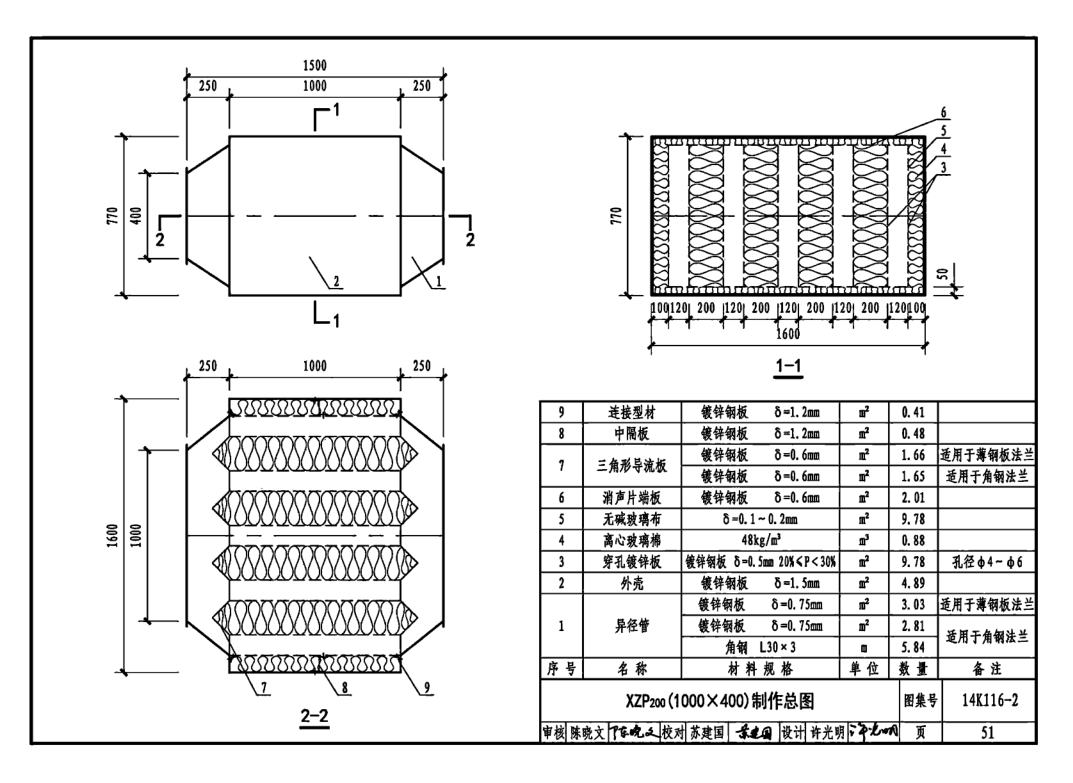 1500
250 1000 250
1
770
400
2 2
2 1
1
6
5
4
3
770
50
100 120 200 120 200 120 200 120 200 120 100
1600
1-1
250 1000 250
1600
1000
7 8 9
2-2
9 连接型材 镀锌钢板 δ=1.2mm m² 0.41
8 中隔板 镀锌钢板 δ=1.2mm m² 0.48
7 三角形导流板 镀锌钢板 δ=0.6mm m² 1.66 适用于薄钢板法兰
镀锌钢板 δ=0.6mm m² 1.65 适用于角钢法兰
6 消声片端板 镀锌钢板 δ=0.6mm m² 2.01
5 无碱玻璃布 δ=0.1~0.2mm m² 9.78
4 离心玻璃棉 48kg/m³ m³ 0.88
3 穿孔镀锌板 镀锌钢板 δ=0.5mm 20%≤P<30% m² 9.78 孔径φ4~φ6
2 外壳 镀锌钢板 δ=1.5mm m² 4.89
1 异径管 镀锌钢板 δ=0.75mm m² 3.03 适用于薄钢板法兰
镀锌钢板 δ=0.75mm m² 2.81 适用于角钢法兰
角钢 L30×3 m 5.84
序号 名称 材料规格 单位 数量 备注
XZP200(1000×400)制作总图 图集号 14K116-2
审核 陈晓文 陈晓文 校对 苏建国 苏建国 设计 许光明 许光明 页 51